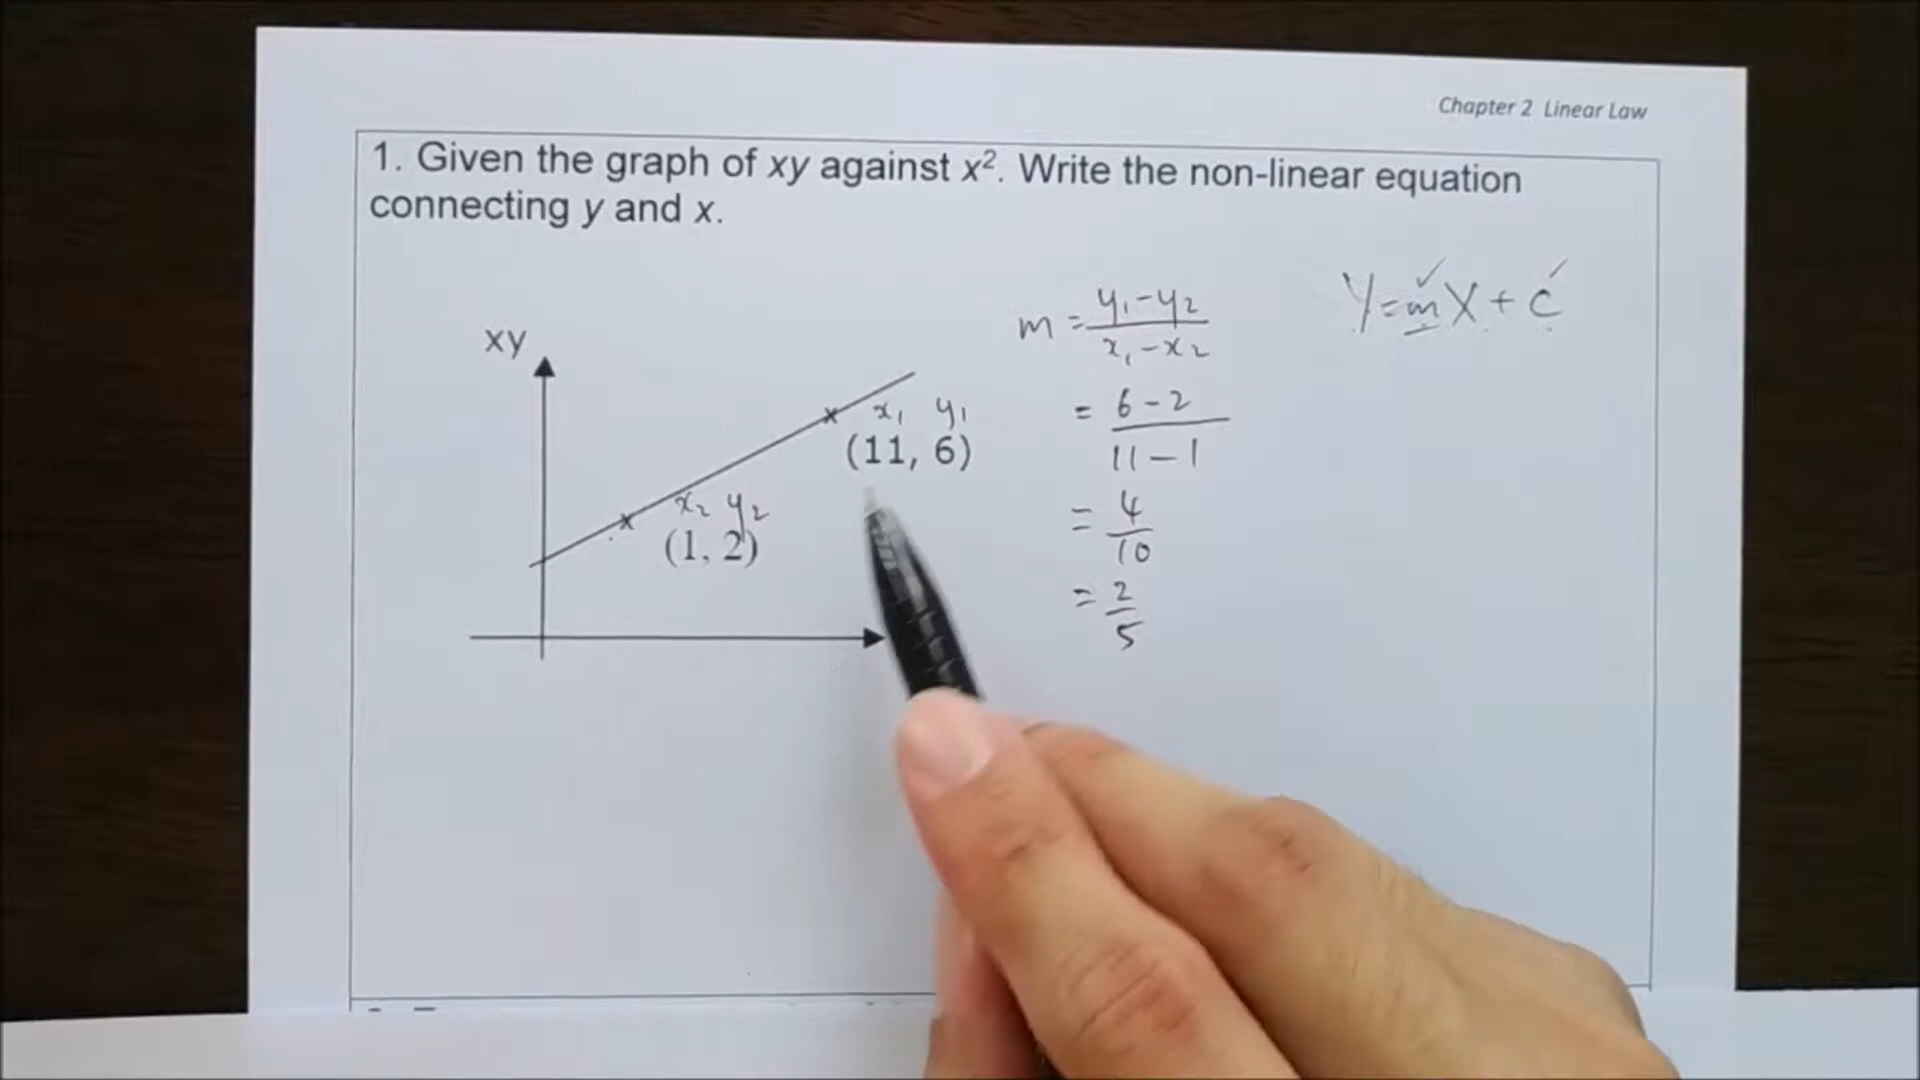 Chapter 2 Linear Law
1. Given the graph of xy against x². Write the non-linear equation
connecting y and x.
Y = mX + c
m = y₁ - y₂ / x₁ - x₂
= 6 - 2 / 11 - 1
= 4 / 10
= 2 / 5
xy
x₁ y₁
(11, 6)
x₂ y₂
(1, 2)